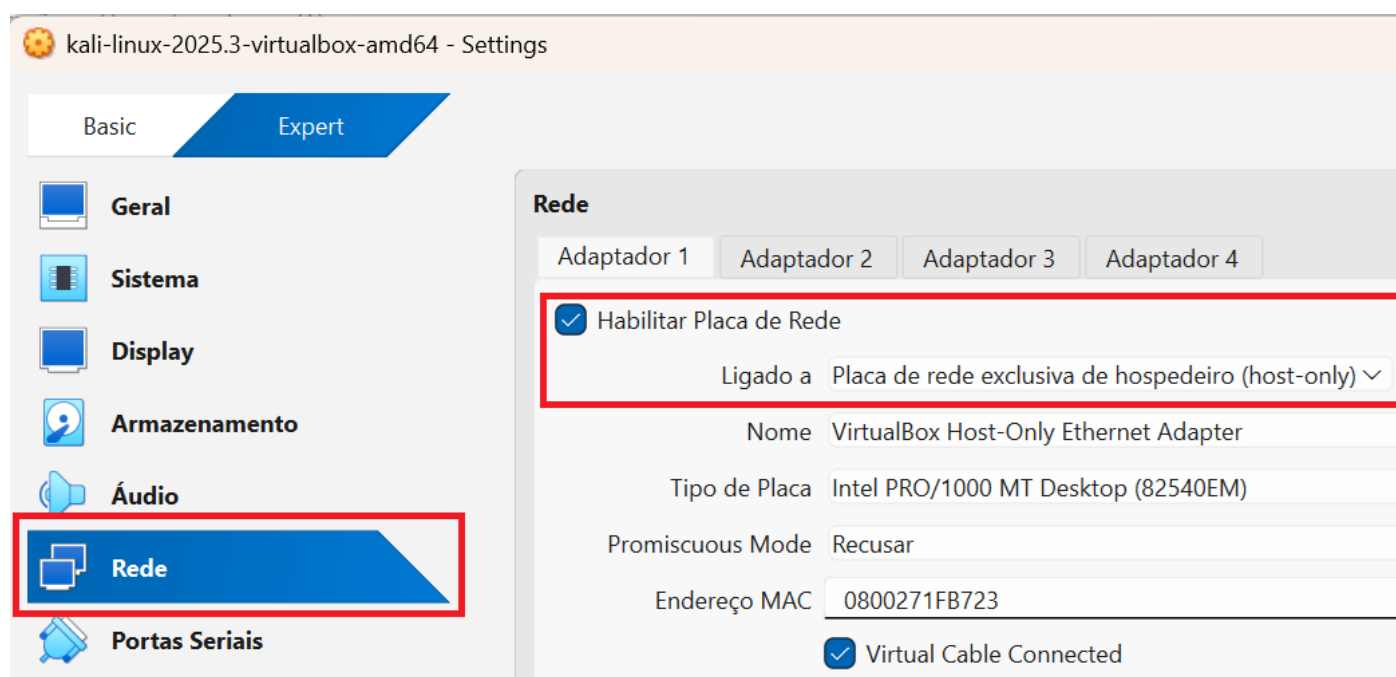 kali-linux-2025.3-virtualbox-amd64 - Settings
Basic Expert
Geral
Sistema
Display
Armazenamento
Áudio
Rede
Portas Seriais
Rede
Adaptador 1 Adaptador 2 Adaptador 3 Adaptador 4
Habilitar Placa de Rede
Ligado a Placa de rede exclusiva de hospedeiro (host-only)
Nome VirtualBox Host-Only Ethernet Adapter
Tipo de Placa Intel PRO/1000 MT Desktop (82540EM)
Promiscuous Mode Recusar
Endereço MAC 0800271FB723
Virtual Cable Connected